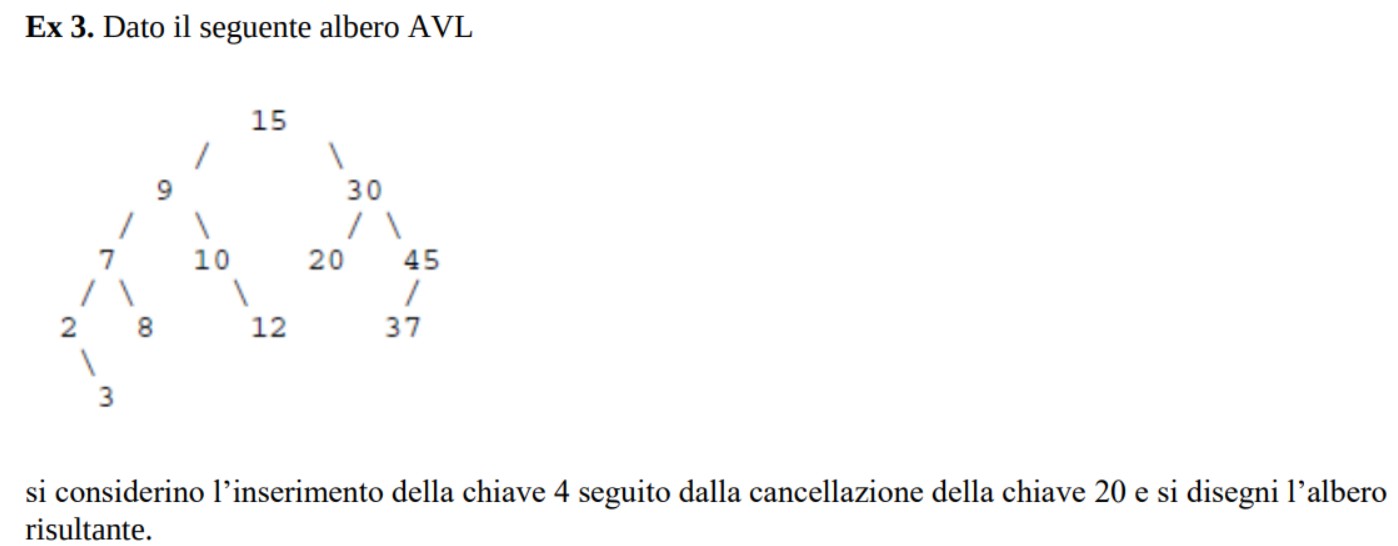 Ex 3. Dato il seguente albero AVL
15
/ \
9 30
/ \ / \
7 10 20 45
/ \ \ /
2 8 12 37
\
3
si considerino l’inserimento della chiave 4 seguito dalla cancellazione della chiave 20 e si disegni l’albero
risultante.